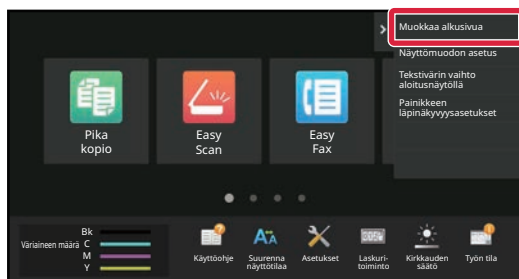 Muokkaa alkusivua
Näyttömuodon asetus
Tekstivärin vaihto
aloitusnäytöllä
Painikkeen
läpinäkyvyysasetukset
Pika
kopio
Easy
Scan
Easy
Fax
Väriaineen määrä
Bk
C
M
Y
Käyttöohje
Suurenna
näyttötilaa
Asetukset
Laskuri-
toiminto
Kirkkauden
säätö
Työn tila